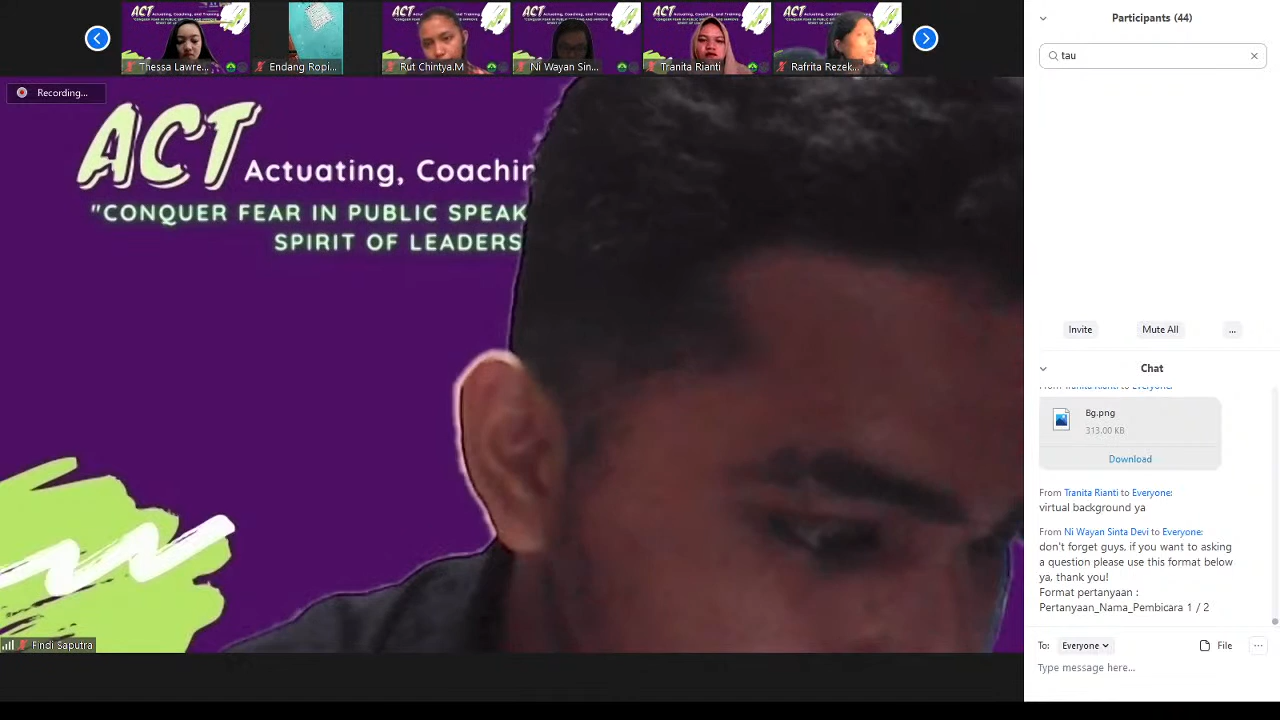 Thessa Lawre...
Endang Ropi...
Rut Chintya.M
Ni Wayan Sin...
Tranita Rianti
Rafrita Rezek...
Recording...
ACT Actuating, Coachin
"CONQUER FEAR IN PUBLIC SPEAK
SPIRIT OF LEADERS
Findi Saputra
Participants (44)
tau
Invite
Mute All
...
Chat
From Tranita Rianti to Everyone:
Bg.png
313.00 KB
Download
From Tranita Rianti to Everyone:
virtual background ya
From Ni Wayan Sinta Devi to Everyone:
don't forget guys, if you want to asking
a question please use this format below
ya, thank you!
Format pertanyaan :
Pertanyaan_Nama_Pembicara 1 / 2
To: Everyone
File
...
Type message here...